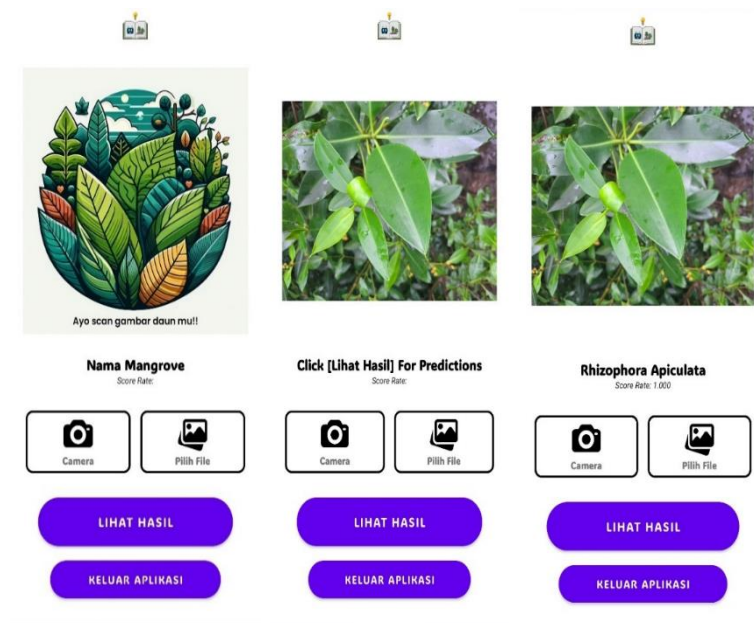 Ayo scan gambar daun mu!!
Nama Mangrove
Score Rate:
Camera
Pilih File
LIHAT HASIL
KELUAR APLIKASI
Click [Lihat Hasil] For Predictions
Score Rate:
Camera
Pilih File
LIHAT HASIL
KELUAR APLIKASI
Rhizophora Apiculata
Score Rate: 1.000
Camera
Pilih File
LIHAT HASIL
KELUAR APLIKASI